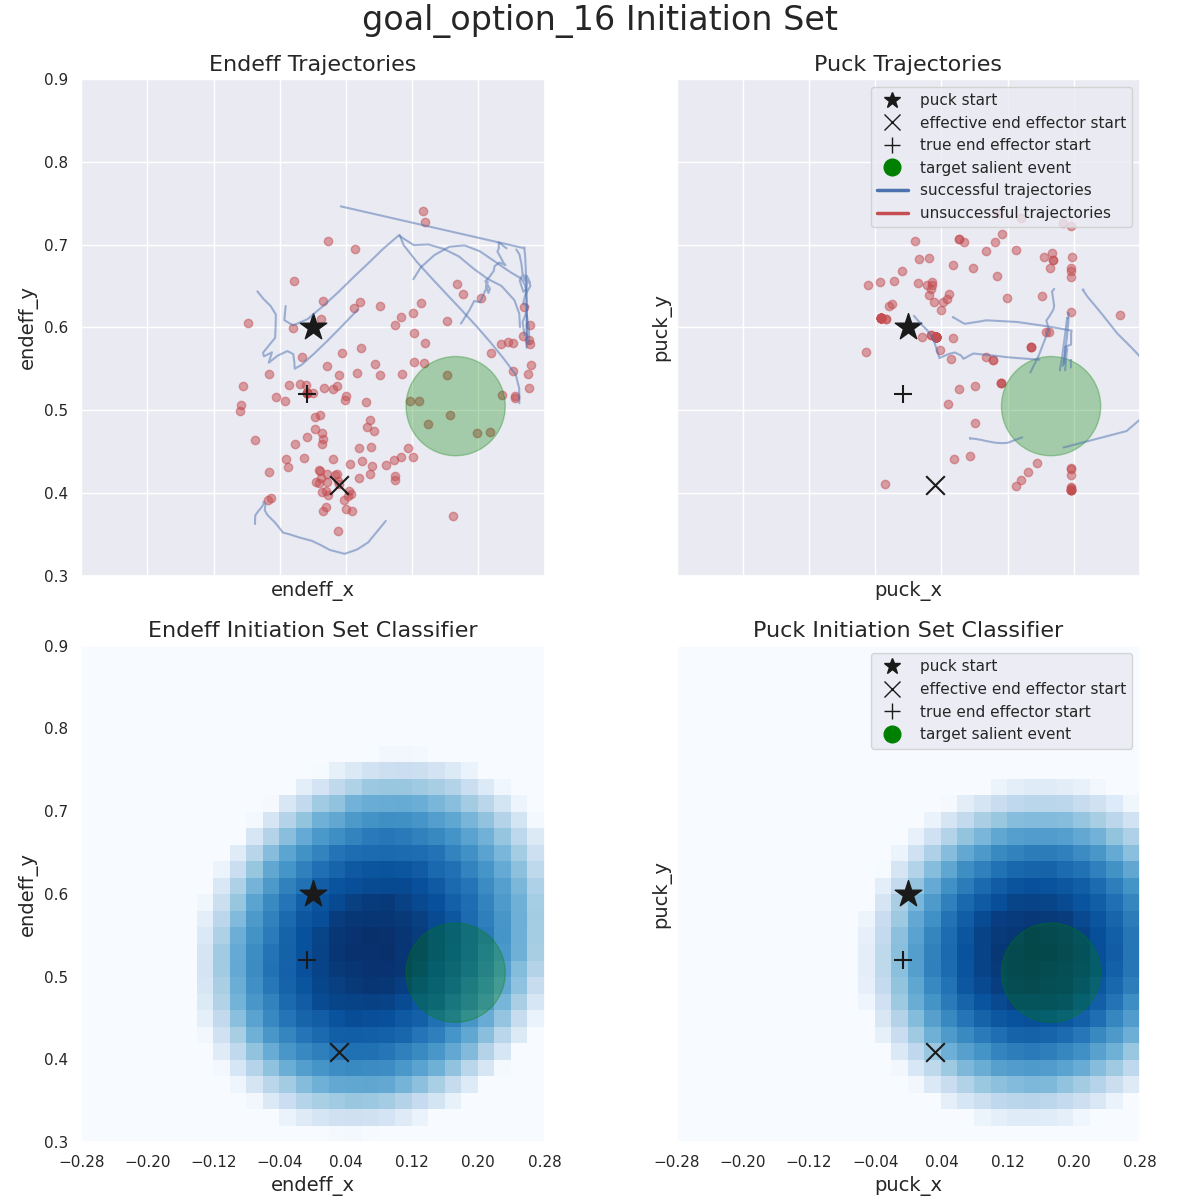 goal_option_16 Initiation Set
Endeff Trajectories
0.9
0.8
0.7
0.6
0.5
0.4
0.3
endeff_y
endeff_x
Puck Trajectories
puck start
effective end effector start
true end effector start
target salient event
successful trajectories
unsuccessful trajectories
puck_y
puck_x
Endeff Initiation Set Classifier
0.9
0.8
0.7
0.6
0.5
0.4
0.3
endeff_y
−0.28 −0.20 −0.12 −0.04 0.04 0.12 0.20 0.28
endeff_x
Puck Initiation Set Classifier
puck start
effective end effector start
true end effector start
target salient event
puck_y
−0.28 −0.20 −0.12 −0.04 0.04 0.12 0.20 0.28
puck_x